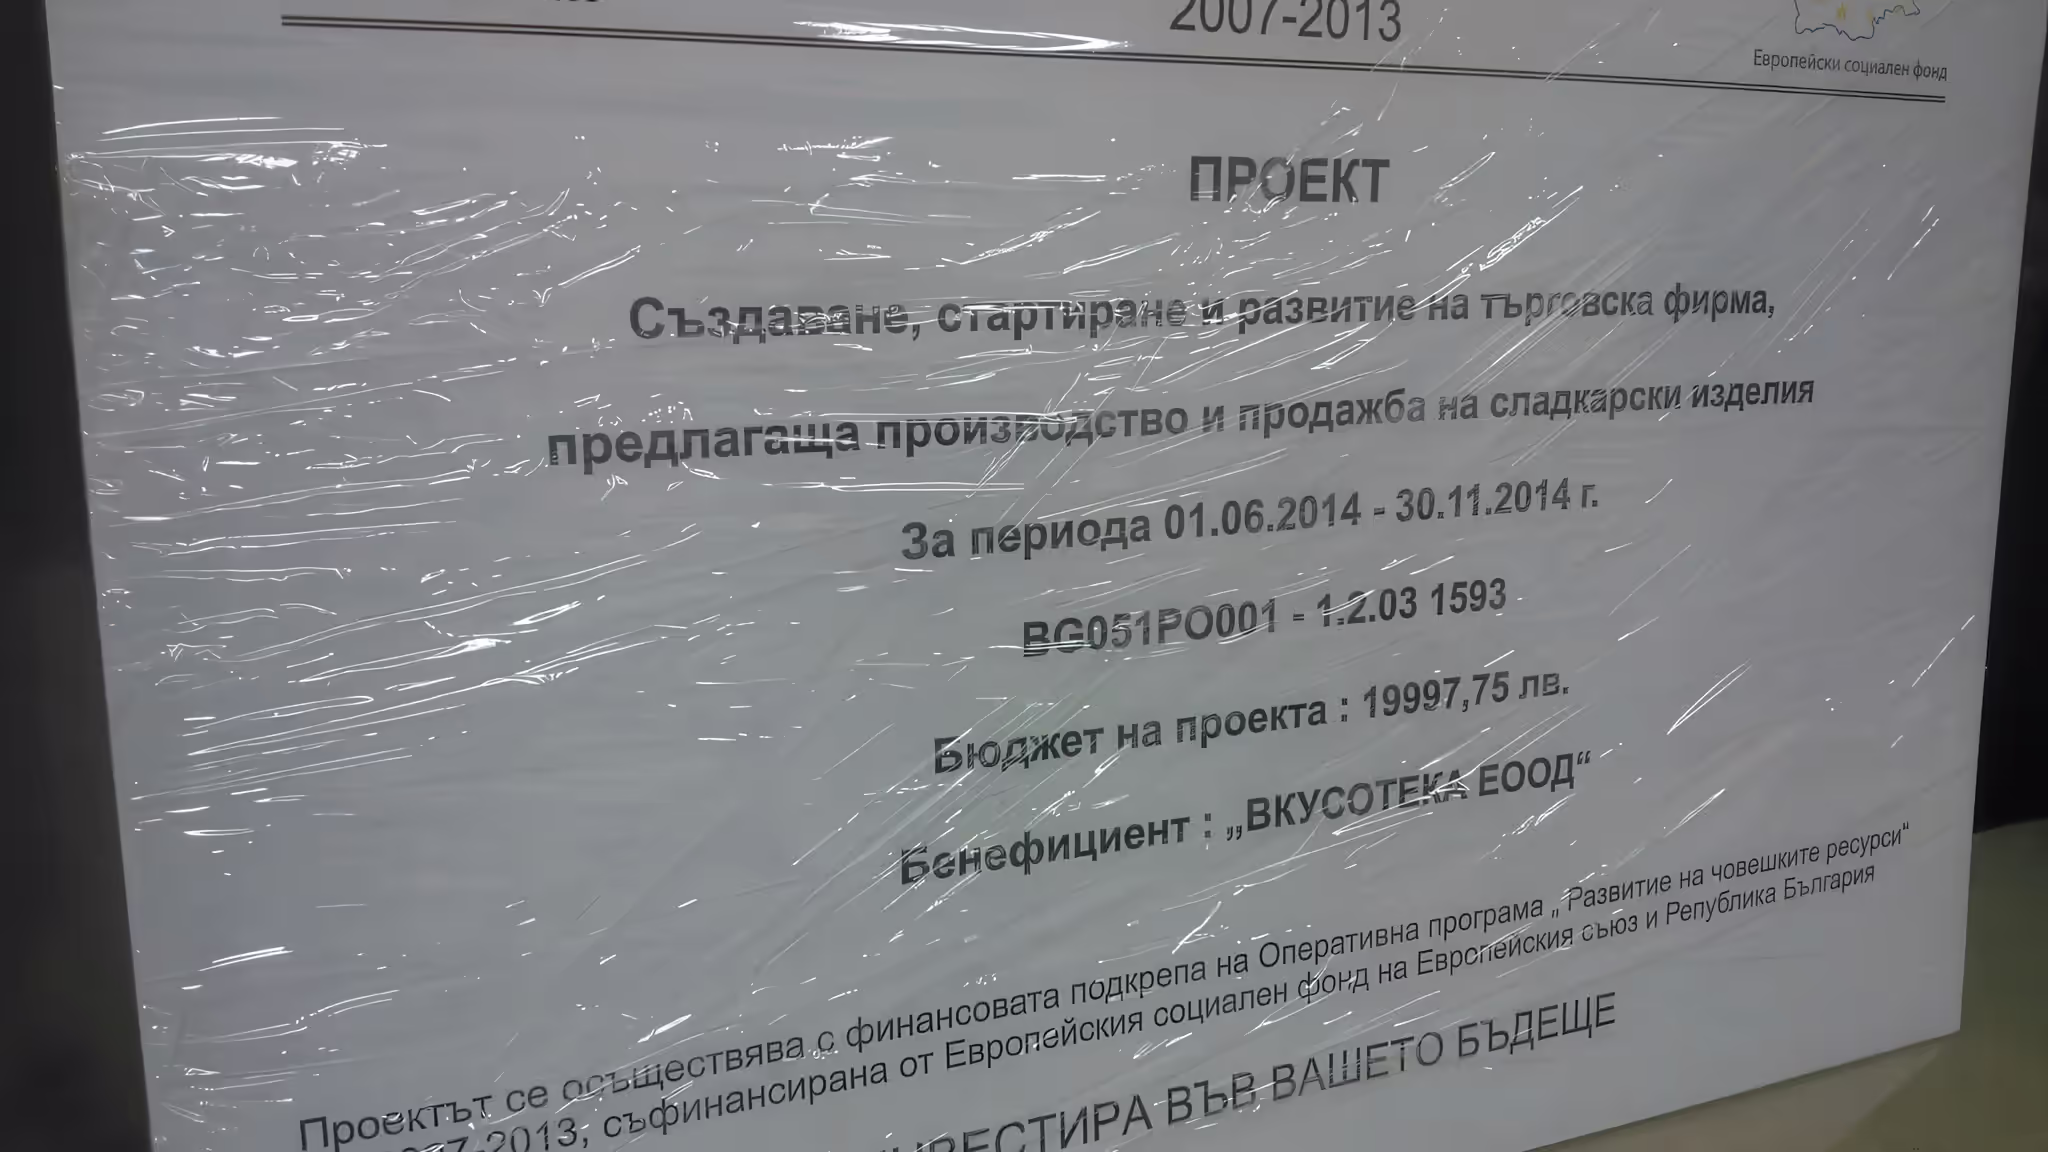 2007-2013
Европейски социален фонд
ПРОЕКТ
Създаване, стартиране и развитие на търговска фирма,
предлагаща производство и продажба на сладкарски изделия
За периода 01.06.2014 - 30.11.2014 г.
BG051PO001 - 1.2.03 1593
Бюджет на проекта : 19997,75 лв.
Бенефициент : „ВКУСОТЕКА ЕООД“
Проектът се осъществява с финансовата подкрепа на Оперативна програма „ Развитие на човешките ресурси“
2007-2013, съфинансирана от Европейския социален фонд на Европейския съюз и Република България
ИНВЕСТИРА ВЪВ ВАШЕТО БЪДЕЩЕ